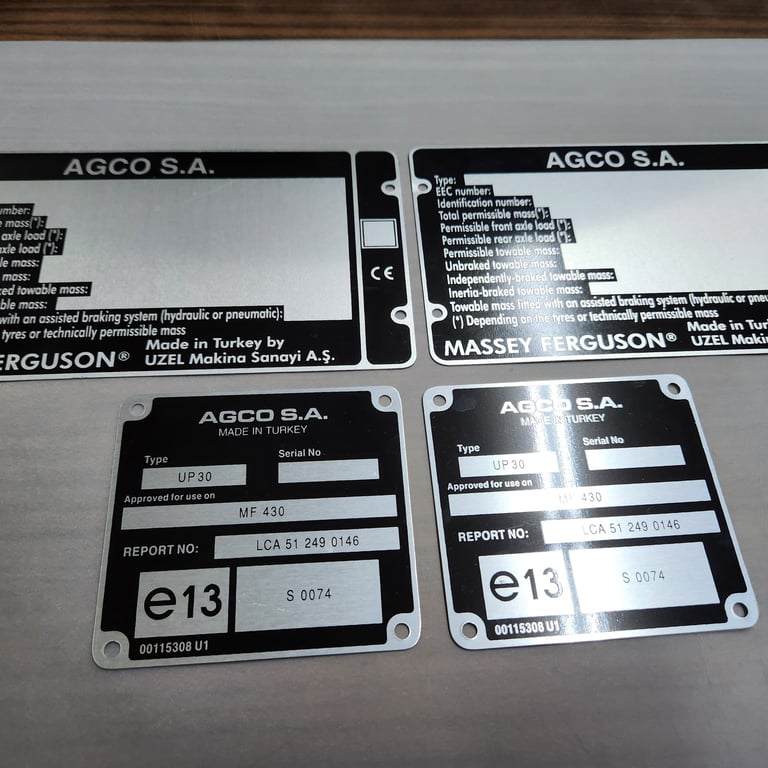 AGCO S.A.
mass(*):
axle load (*):
axle load (*):
mass:
mass:
towable mass:
mass:
with an assisted braking system (hydraulic or pneumatic):
tyres or technically permissible mass
Made in Turkey by
UZEL Makina Sanayi A.Ş.
CE
AGCO S.A.
Type:
EEC number:
Identification number:
Total permissible mass(*):
Permissible front axle load (*):
Permissible rear axle load (*):
Permissible towable mass:
Unbraked towable mass:
Independently-braked towable mass:
Inertia-braked towable mass:
Towable mass fitted with an assisted braking system (hydraulic or
(*) Depending on the tyres or technically permissible mass
MASSEY FERGUSON®
Made in
UZEL
AGCO S.A.
MADE IN TURKEY
Type
Serial No
UP30
Approved for use on
MF 430
REPORT NO:
LCA 51 249 0146
e13
S 0074
00115308 U1
AGCO S.A.
MADE IN TURKEY
Type
Serial No
UP30
Approved for use on
MF 430
REPORT NO:
LCA 51 249 0146
e13
S 0074
00115308 U1